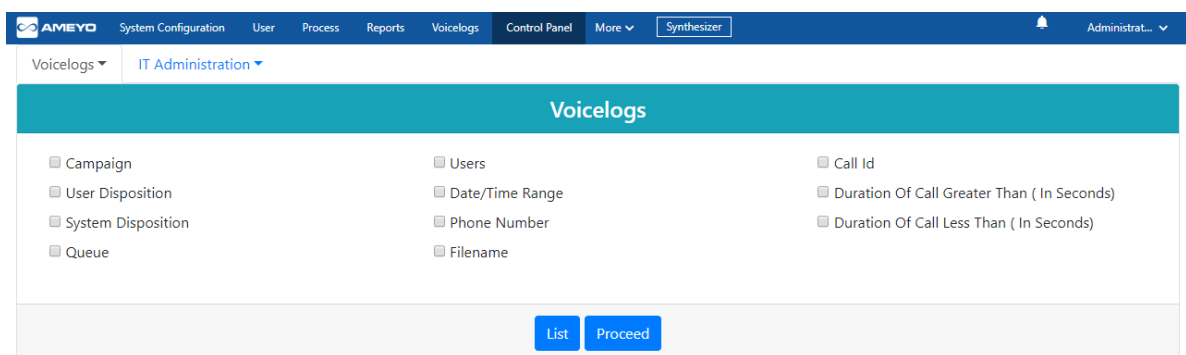 AMEYO System Configuration User Process Reports Voicelogs Control Panel More Synthesizer Administrat...
Voicelogs IT Administration
Voicelogs
Campaign Users Call Id
User Disposition Date/Time Range Duration Of Call Greater Than ( In Seconds)
System Disposition Phone Number Duration Of Call Less Than ( In Seconds)
Queue Filename
List Proceed